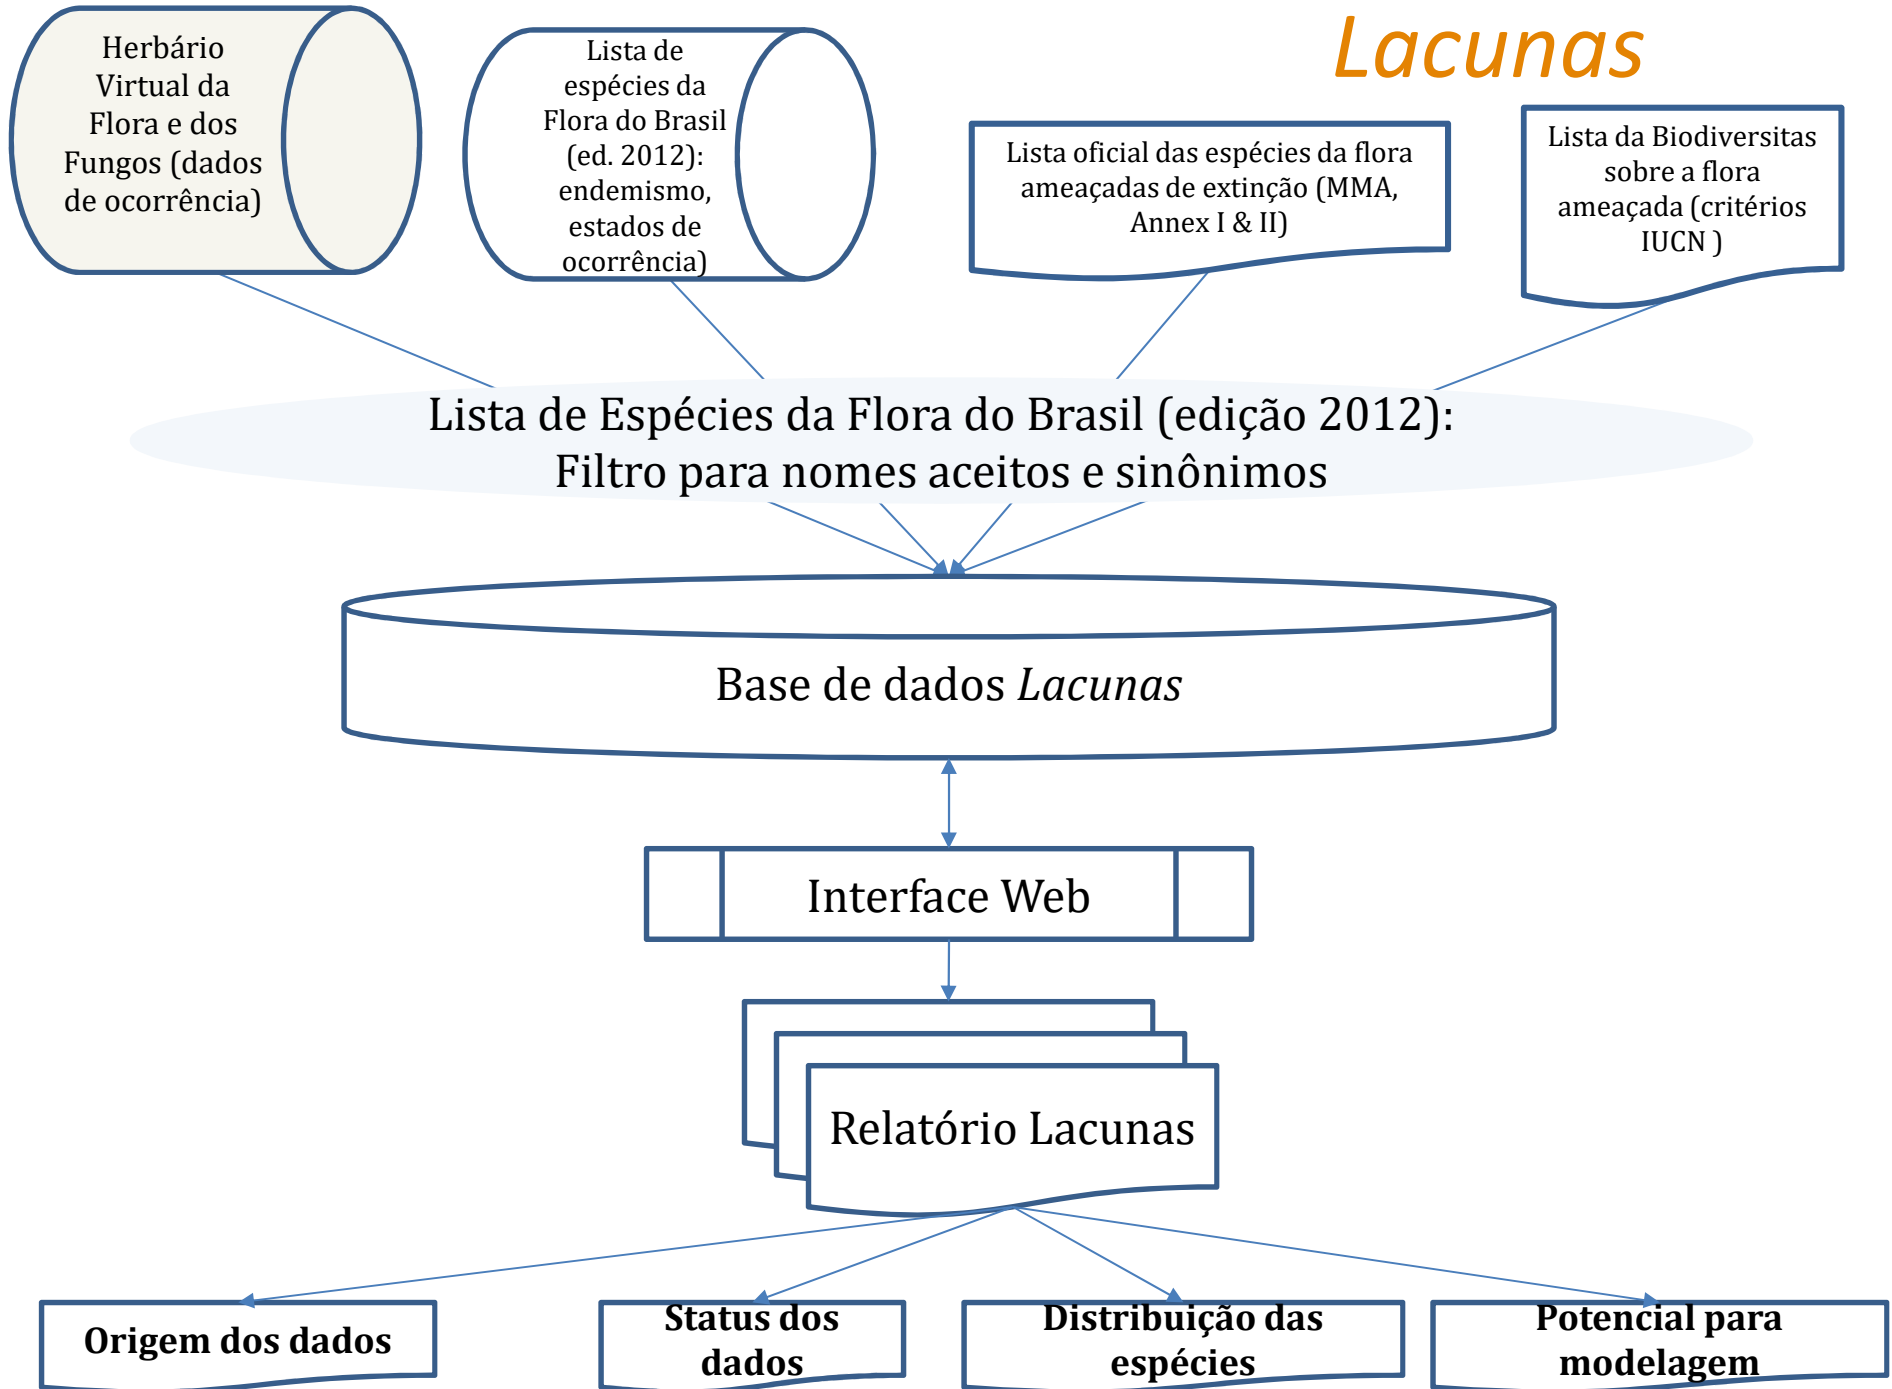 Lacunas
Herbário
Virtual da
Flora e dos
Fungos (dados
de ocorrência)
Lista de
espécies da
Flora do Brasil
(ed. 2012):
endemismo,
estados de
ocorrência)
Lista oficial das espécies da flora
ameaçadas de extinção (MMA,
Annex I & II)
Lista da Biodiversitas
sobre a flora
ameaçada (critérios
IUCN )
Lista de Espécies da Flora do Brasil (edição 2012):
Filtro para nomes aceitos e sinônimos
Base de dados Lacunas
Interface Web
Relatório Lacunas
Origem dos dados
Status dos
dados
Distribuição das
espécies
Potencial para
modelagem